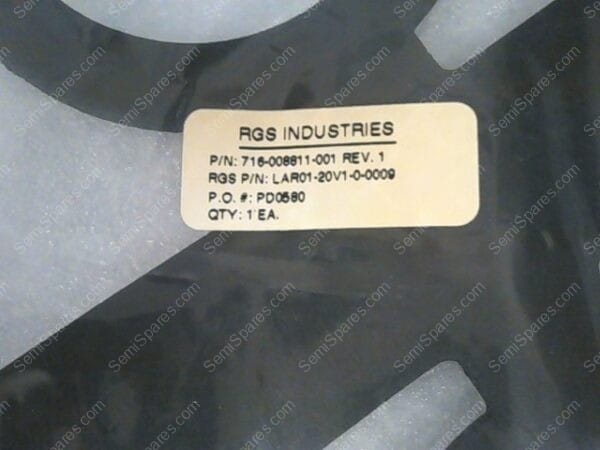 RGS INDUSTRIES
P/N: 716-008811-001 REV. 1
RGS P/N: LAR01-20V1-0-0009
P.O. #: PD0580
QTY: 1 EA.
SemiSpares.com